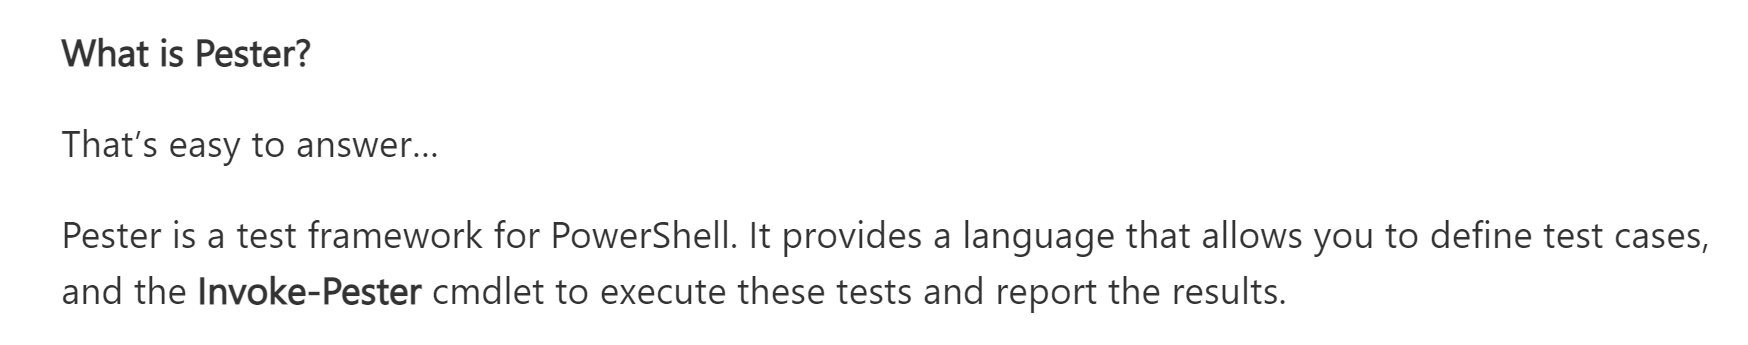 What is Pester?
That’s easy to answer…
Pester is a test framework for PowerShell. It provides a language that allows you to define test cases,
and the Invoke-Pester cmdlet to execute these tests and report the results.